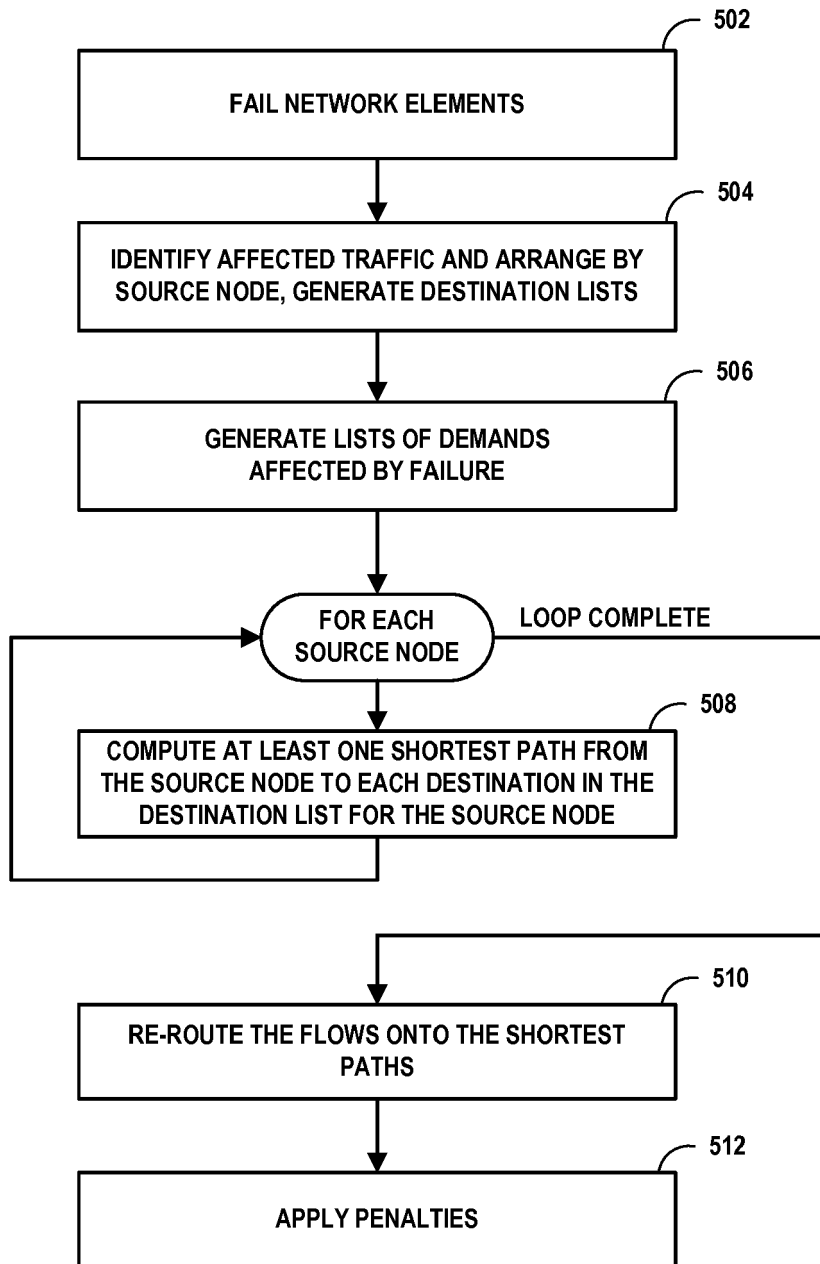 502
FAIL NETWORK ELEMENTS
504
IDENTIFY AFFECTED TRAFFIC AND ARRANGE BY
SOURCE NODE, GENERATE DESTINATION LISTS
506
GENERATE LISTS OF DEMANDS
AFFECTED BY FAILURE
FOR EACH
SOURCE NODE
LOOP COMPLETE
508
COMPUTE AT LEAST ONE SHORTEST PATH FROM
THE SOURCE NODE TO EACH DESTINATION IN THE
DESTINATION LIST FOR THE SOURCE NODE
510
RE-ROUTE THE FLOWS ONTO THE SHORTEST
PATHS
512
APPLY PENALTIES